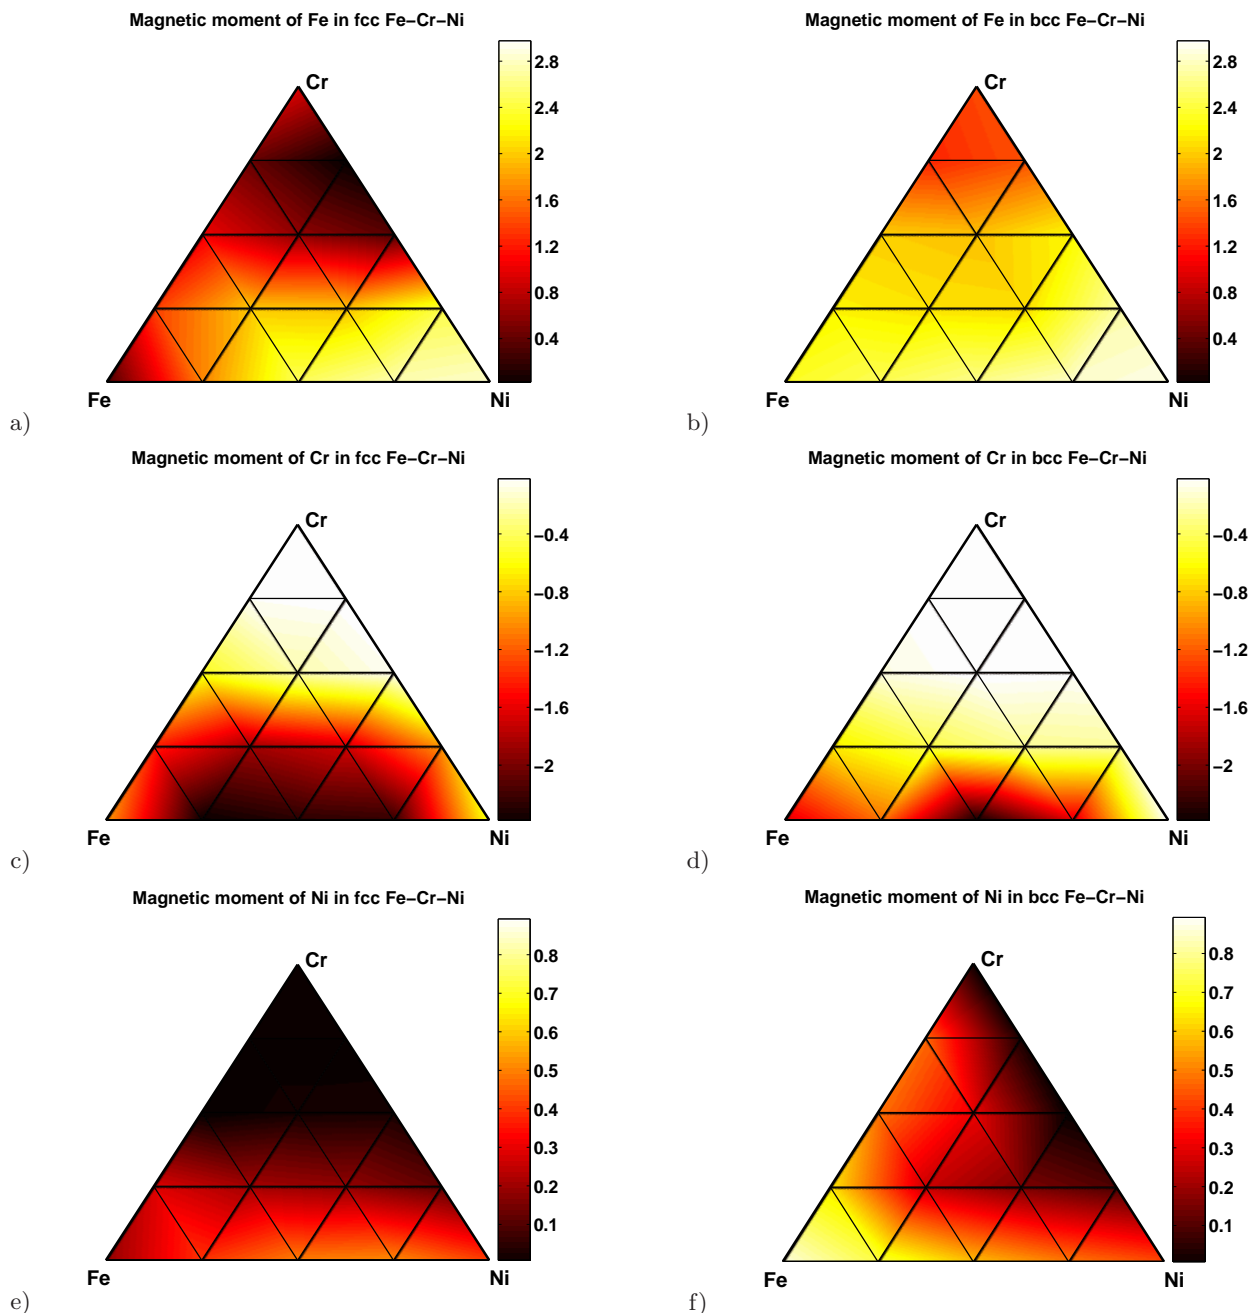 Magnetic moment of Fe in fcc Fe−Cr−Ni
Cr
Fe
Ni
2.8
2.4
2
1.6
1.2
0.8
0.4
a)
Magnetic moment of Fe in bcc Fe−Cr−Ni
Cr
Fe
Ni
2.8
2.4
2
1.6
1.2
0.8
0.4
b)
Magnetic moment of Cr in fcc Fe−Cr−Ni
Cr
Fe
Ni
−0.4
−0.8
−1.2
−1.6
−2
c)
Magnetic moment of Cr in bcc Fe−Cr−Ni
Cr
Fe
Ni
−0.4
−0.8
−1.2
−1.6
−2
d)
Magnetic moment of Ni in fcc Fe−Cr−Ni
Cr
Fe
Ni
0.8
0.7
0.6
0.5
0.4
0.3
0.2
0.1
e)
Magnetic moment of Ni in bcc Fe−Cr−Ni
Cr
Fe
Ni
0.8
0.7
0.6
0.5
0.4
0.3
0.2
0.1
f)